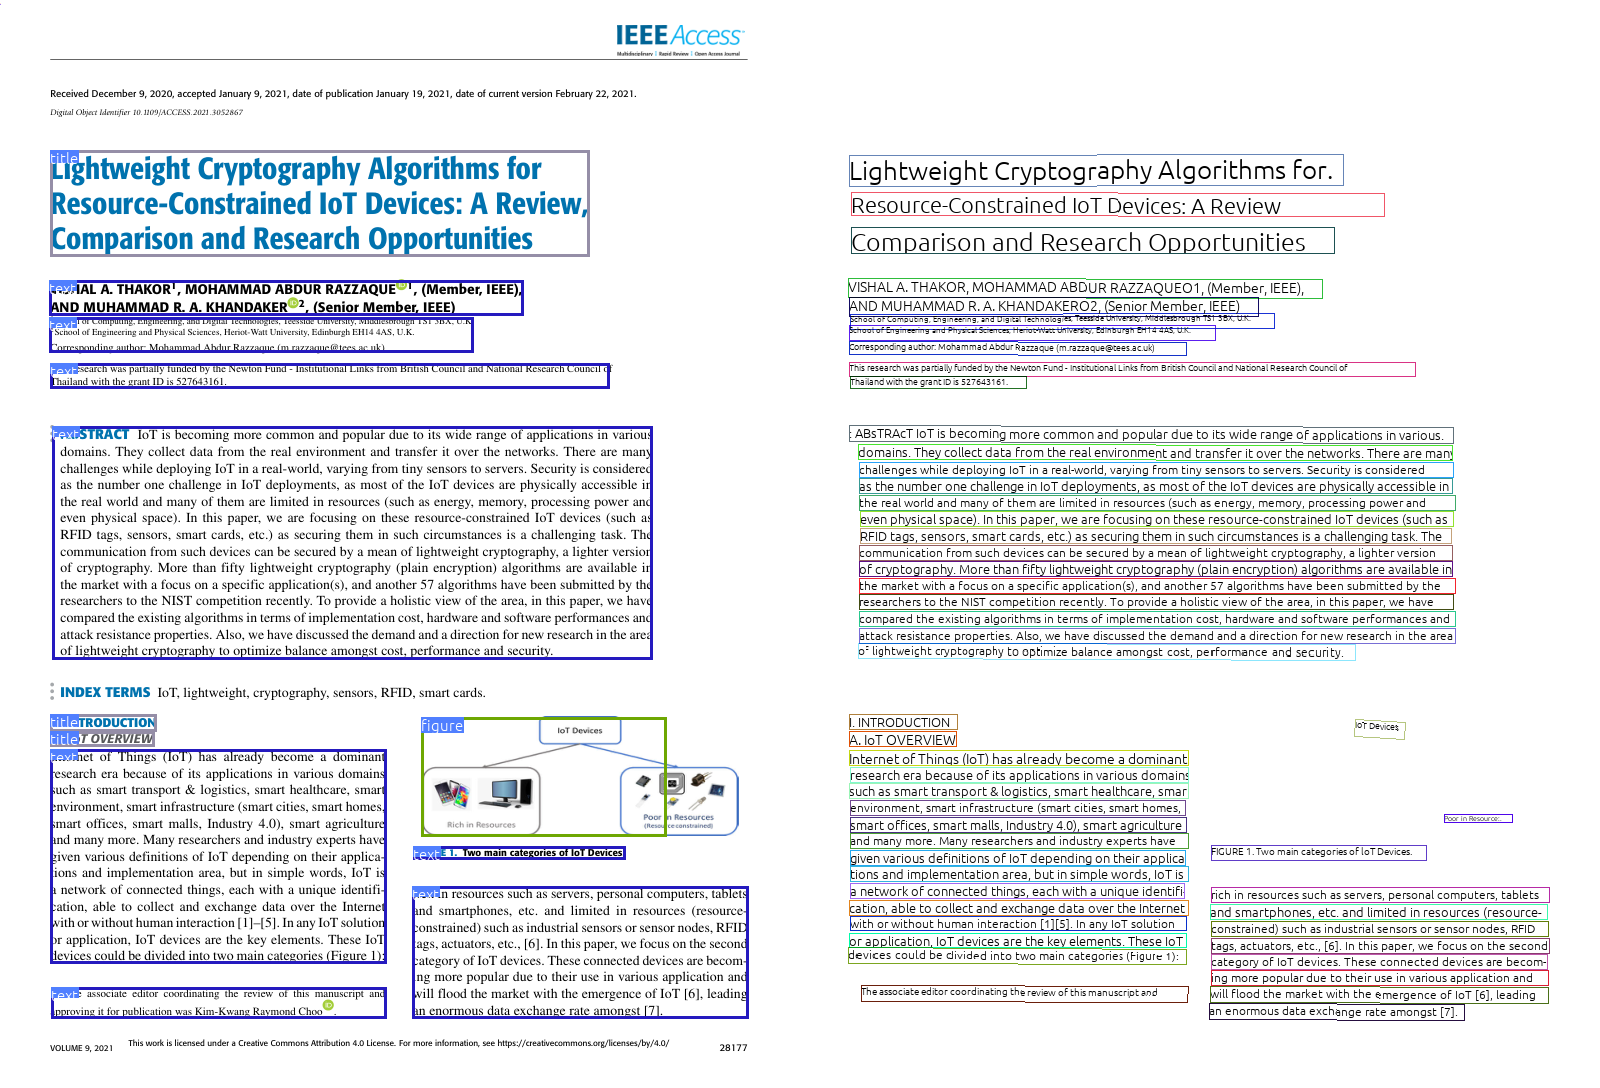 IEEE Access
Multidisciplinary | Rapid Review | Open Access Journal
Received December 9, 2020, accepted January 9, 2021, date of publication January 19, 2021, date of current version February 22, 2021.
Digital Object Identifier 10.1109/ACCESS.2021.3052867
title
Lightweight Cryptography Algorithms for
Resource-Constrained IoT Devices: A Review,
Comparison and Research Opportunities
text
HAL A. THAKOR1, MOHAMMAD ABDUR RAZZAQUE 1, (Member, IEEE),
AND MUHAMMAD R. A. KHANDAKER 2, (Senior Member, IEEE)
text
of Computing, Engineering, and Digital Technologies, Teesside University, Middlesbrough TS1 3BX, U.K.
School of Engineering and Physical Sciences, Heriot-Watt University, Edinburgh EH14 4AS, U.K.
Corresponding author: Mohammad Abdur Razzaque (m.razzaque@tees.ac.uk)
text
esearch was partially funded by the Newton Fund - Institutional Links from British Council and National Research Council of
Thailand with the grant ID is 527643161.
text
STRACT IoT is becoming more common and popular due to its wide range of applications in various
domains. They collect data from the real environment and transfer it over the networks. There are many
challenges while deploying IoT in a real-world, varying from tiny sensors to servers. Security is considered
as the number one challenge in IoT deployments, as most of the IoT devices are physically accessible in
the real world and many of them are limited in resources (such as energy, memory, processing power and
even physical space). In this paper, we are focusing on these resource-constrained IoT devices (such as
RFID tags, sensors, smart cards, etc.) as securing them in such circumstances is a challenging task. The
communication from such devices can be secured by a mean of lightweight cryptography, a lighter version
of cryptography. More than fifty lightweight cryptography (plain encryption) algorithms are available in
the market with a focus on a specific application(s), and another 57 algorithms have been submitted by the
researchers to the NIST competition recently. To provide a holistic view of the area, in this paper, we have
compared the existing algorithms in terms of implementation cost, hardware and software performances and
attack resistance properties. Also, we have discussed the demand and a direction for new research in the area
of lightweight cryptography to optimize balance amongst cost, performance and security.
INDEX TERMS IoT, lightweight, cryptography, sensors, RFID, smart cards.
title
TRODUCTION
title
T OVERVIEW
text
net of Things (IoT) has already become a dominant
research era because of its applications in various domains
such as smart transport & logistics, smart healthcare, smart
environment, smart infrastructure (smart cities, smart homes,
smart offices, smart malls, Industry 4.0), smart agriculture
and many more. Many researchers and industry experts have
given various definitions of IoT depending on their applica-
tions and implementation area, but in simple words, IoT is
a network of connected things, each with a unique identifi-
cation, able to collect and exchange data over the Internet
with or without human interaction [1]–[5]. In any IoT solution
or application, IoT devices are the key elements. These IoT
devices could be divided into two main categories (Figure 1):
text
associate editor coordinating the review of this manuscript and
approving it for publication was Kim-Kwang Raymond Choo .
figure
IoT Devices
Rich in Resources
Poor in Resources
(Resource constrained)
text
E 1. Two main categories of IoT Devices.
text
n resources such as servers, personal computers, tablets
and smartphones, etc. and limited in resources (resource-
constrained) such as industrial sensors or sensor nodes, RFID
tags, actuators, etc., [6]. In this paper, we focus on the second
category of IoT devices. These connected devices are becom-
ing more popular due to their use in various application and
will flood the market with the emergence of IoT [6], leading
an enormous data exchange rate amongst [7].
VOLUME 9, 2021
This work is licensed under a Creative Commons Attribution 4.0 License. For more information, see https://creativecommons.org/licenses/by/4.0/
28177
Lightweight Cryptography Algorithms for.
Resource-Constrained IoT Devices: A Review
Comparison and Research Opportunities
VISHAL A. THAKOR, MOHAMMAD ABDUR RAZZAQUEO1, (Member, IEEE),
AND MUHAMMAD R. A. KHANDAKERO2, (Senior Member, IEEE)
School of Computing, Engineering, and Digital Technologies, Teesside University, Middlesbrough TS1 3BX, U.K.
School of Engineering and Physical Sciences, Heriot-Watt University, Edinburgh EH14 4AS, U.K.
Corresponding author: Mohammad Abdur Razzaque (m.razzaque@tees.ac.uk)
This research was partially funded by the Newton Fund - Institutional Links from British Council and National Research Council of
Thailand with the grant ID is 527643161.
: ABsTRAcT IoT is becoming more common and popular due to its wide range of applications in various.
domains. They collect data from the real environment and transfer it over the networks. There are many
challenges while deploying IoT in a real-world, varying from tiny sensors to servers. Security is considered
as the number one challenge in IoT deployments, as most of the IoT devices are physically accessible in
the real world and many of them are limited in resources (such as energy, memory, processing power and
even physical space). In this paper, we are focusing on these resource-constrained IoT devices (such as
RFID tags, sensors, smart cards, etc.) as securing them in such circumstances is a challenging task. The
communication from such devices can be secured by a mean of lightweight cryptography, a lighter version
of cryptography. More than fifty lightweight cryptography (plain encryption) algorithms are available in
the market with a focus on a specific application(s), and another 57 algorithms have been submitted by the
researchers to the NIST competition recently. To provide a holistic view of the area, in this paper, we have
compared the existing algorithms in terms of implementation cost, hardware and software performances and
attack resistance properties. Also, we have discussed the demand and a direction for new research in the area
of lightweight cryptography to optimize balance amongst cost, performance and security.
I. INTRODUCTION
A. IoT OVERVIEW
Internet of Things (IoT) has already become a dominant
research era because of its applications in various domains
such as smart transport & logistics, smart healthcare, smar
environment, smart infrastructure (smart cities, smart homes,
smart offices, smart malls, Industry 4.0), smart agriculture
and many more. Many researchers and industry experts have
given various definitions of IoT depending on their applica
tions and implementation area, but in simple words, IoT is
a network of connected things, each with a unique identifi-
cation, able to collect and exchange data over the Internet
with or without human interaction [1][5]. In any IoT solution
or application, IoT devices are the key elements. These IoT
devices could be divided into two main categories (Figure 1):
The associate editor coordinating the review of this manuscript and
IoT Devices
Poor in Resource:.
FIGURE 1. Two main categories of IoT Devices.
rich in resources such as servers, personal computers, tablets
and smartphones, etc. and limited in resources (resource-
constrained) such as industrial sensors or sensor nodes, RFID
tags, actuators, etc., [6]. In this paper, we focus on the second
category of IoT devices. These connected devices are becom-
ing more popular due to their use in various application and
will flood the market with the emergence of IoT [6], leading
an enormous data exchange rate amongst [7].